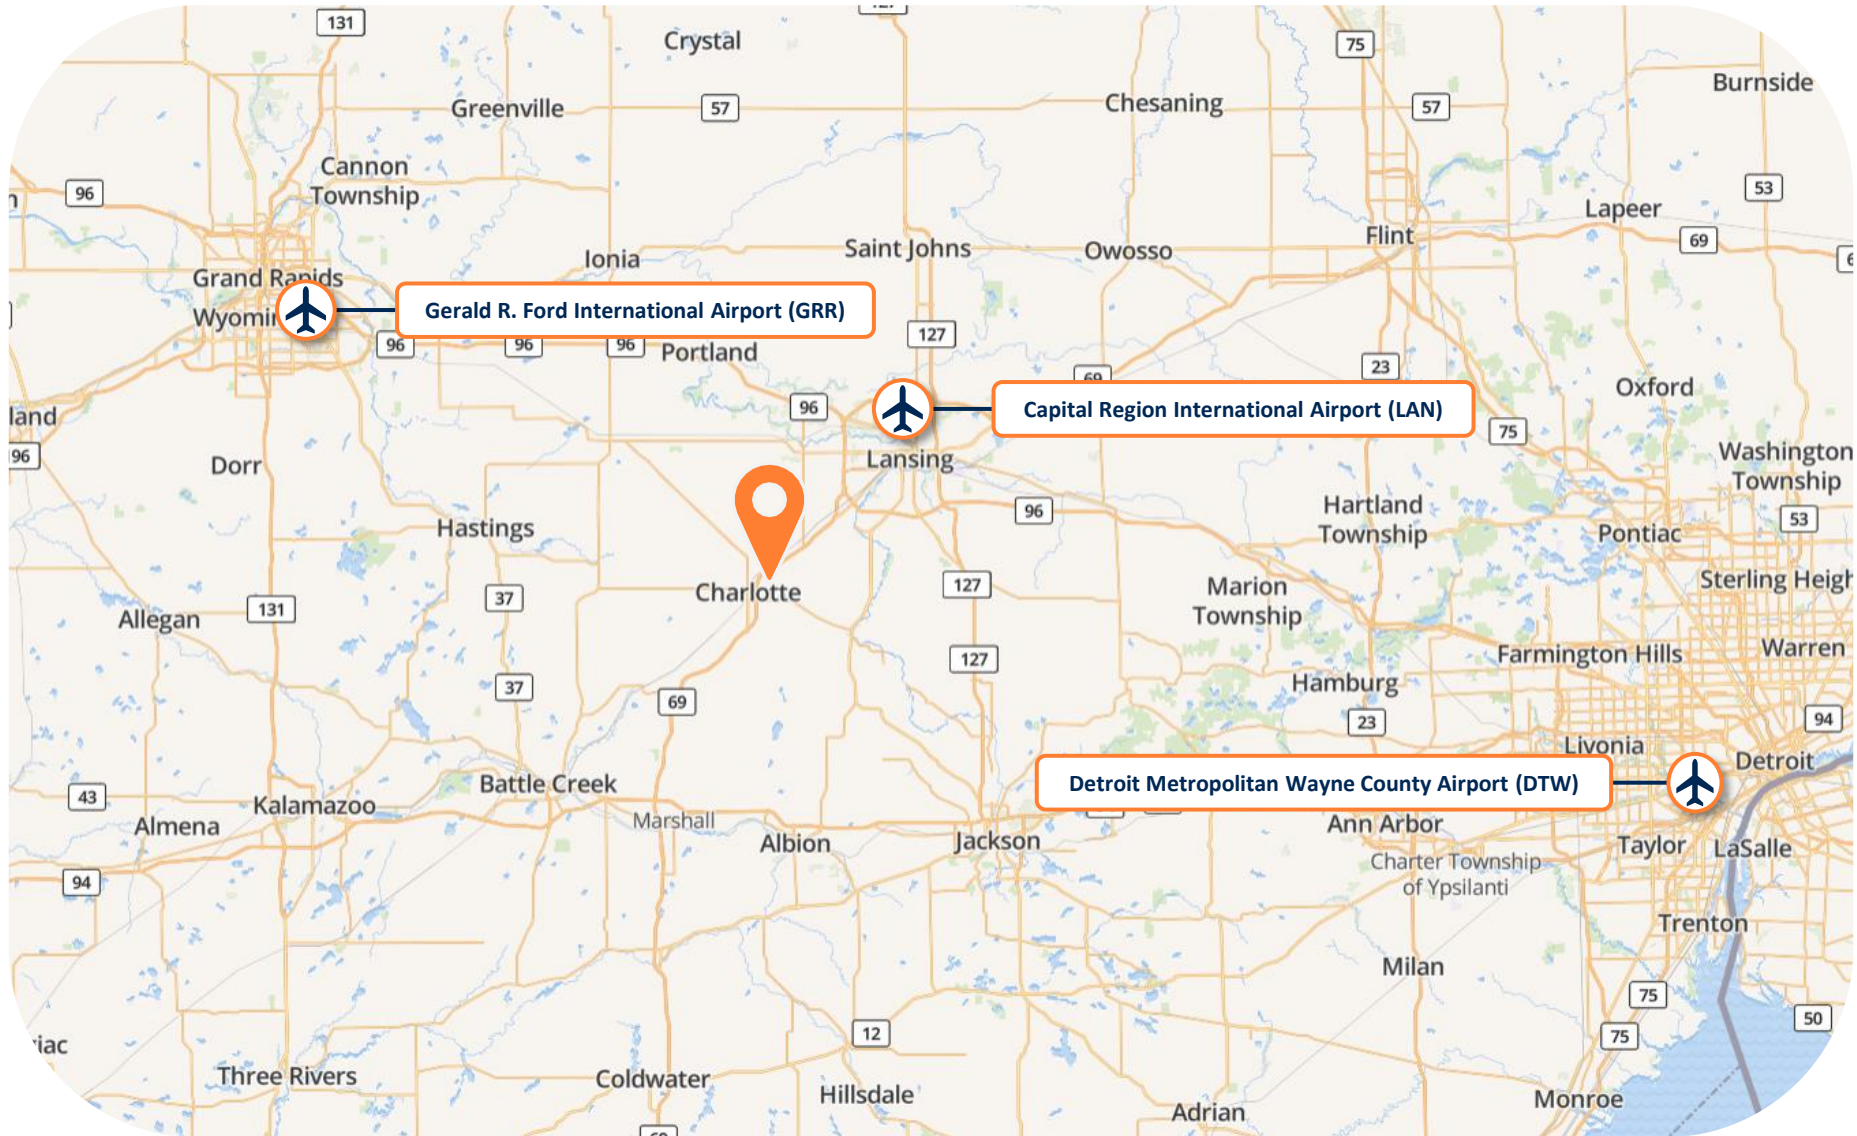 131
Crystal
75
Burnside
Greenville
57
Chesaning
57
Cannon
Township
96
53
Lapeer
Flint
69
Ionia
Saint Johns
Owosso
Grand Rapids
Gerald R. Ford International Airport (GRR)
127
96
96
96
Portland
23
69
Oxford
96
Capital Region International Airport (LAN)
75
land
96
Dorr
Lansing
Washington
Township
Hastings
96
Hartland
Township
53
Pontiac
Sterling Heigh
37
Charlotte
127
Marion
Township
Allegan
131
127
Farmington Hills
Warren
37
69
Hamburg
23
94
Livonia
Detroit
Detroit Metropolitan Wayne County Airport (DTW)
Battle Creek
43
Kalamazoo
Almena
Marshall
Albion
Jackson
Ann Arbor
Taylor
LaSalle
Charter Township
of Ypsilanti
94
Trenton
Milan
75
50
12
75
iac
Three Rivers
Coldwater
Hillsdale
Adrian
Monroe